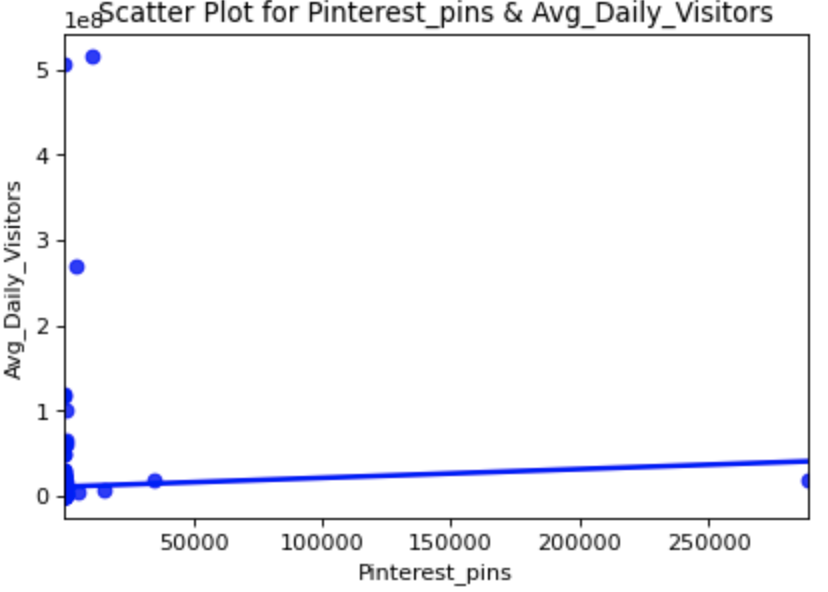 Scatter Plot for Pinterest_pins & Avg_Daily_Visitors
1e8
5
4
3
2
1
0
Avg_Daily_Visitors
50000 100000 150000 200000 250000
Pinterest_pins